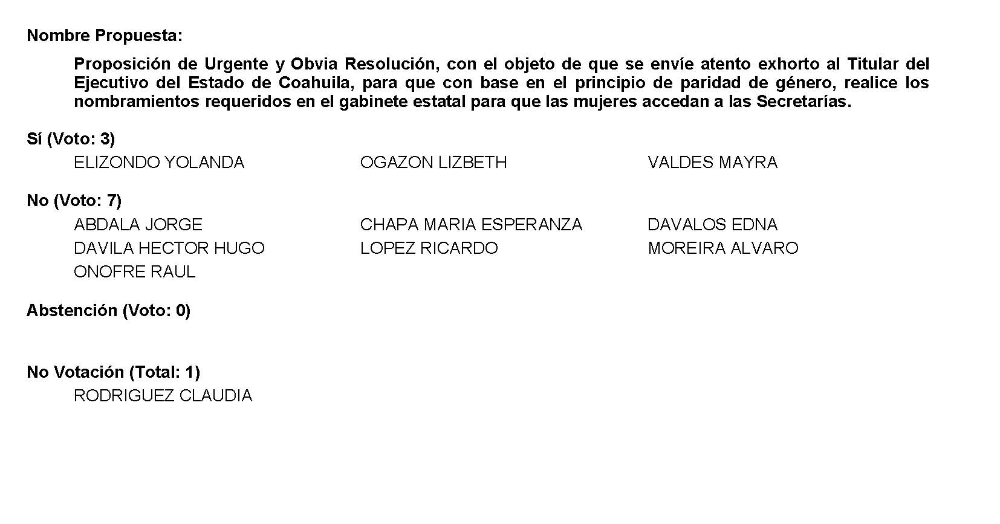 Nombre Propuesta:
Proposición de Urgente y Obvia Resolución, con el objeto de que se envíe atento exhorto al Titular del
Ejecutivo del Estado de Coahuila, para que con base en el principio de paridad de género, realice los
nombramientos requeridos en el gabinete estatal para que las mujeres accedan a las Secretarías.
Sí (Voto: 3)
ELIZONDO YOLANDA OGAZON LIZBETH VALDES MAYRA
No (Voto: 7)
ABDALA JORGE CHAPA MARIA ESPERANZA DAVALOS EDNA
DAVILA HECTOR HUGO LOPEZ RICARDO MOREIRA ALVARO
ONOFRE RAUL
Abstención (Voto: 0)
No Votación (Total: 1)
RODRIGUEZ CLAUDIA